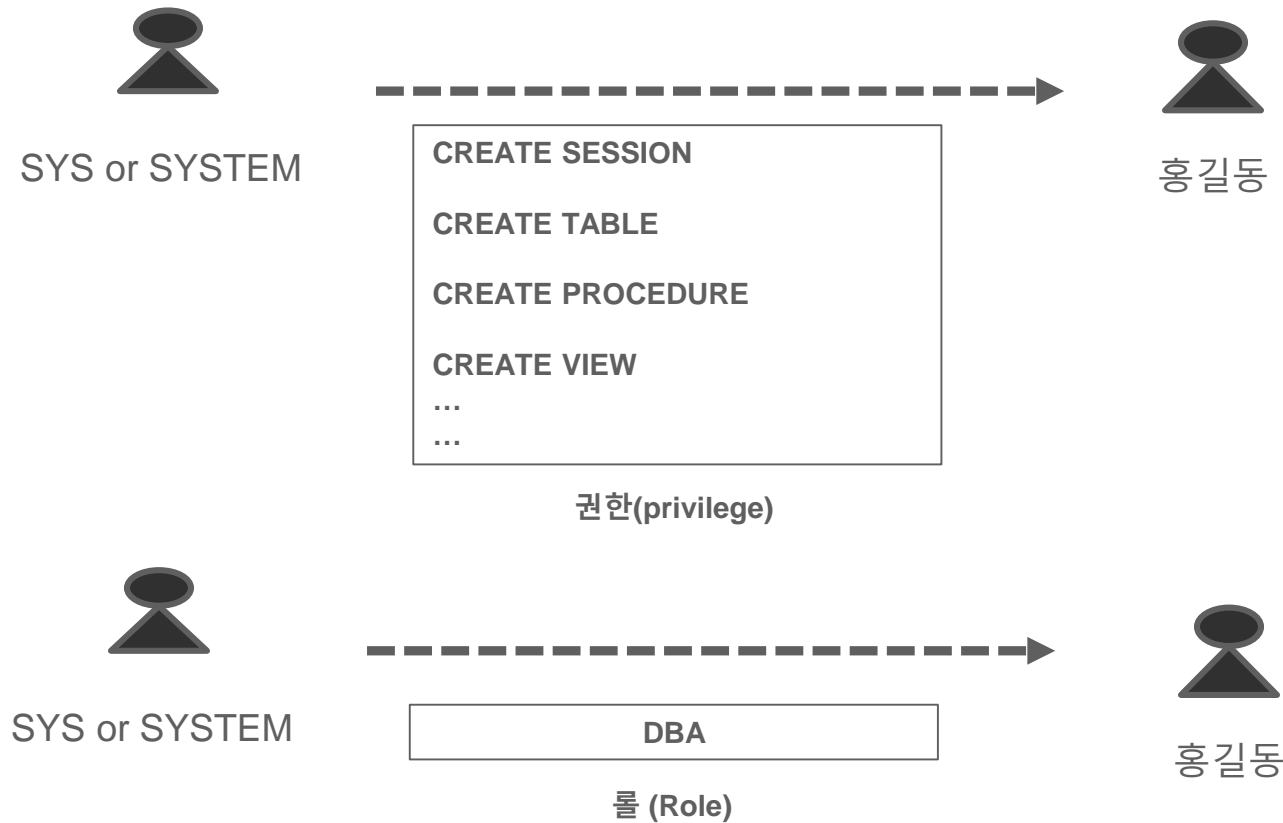 SYS or SYSTEM
홍길동
CREATE SESSION
CREATE TABLE
CREATE PROCEDURE
CREATE VIEW
…
…
권한(privilege)
SYS or SYSTEM
홍길동
DBA
롤 (Role)